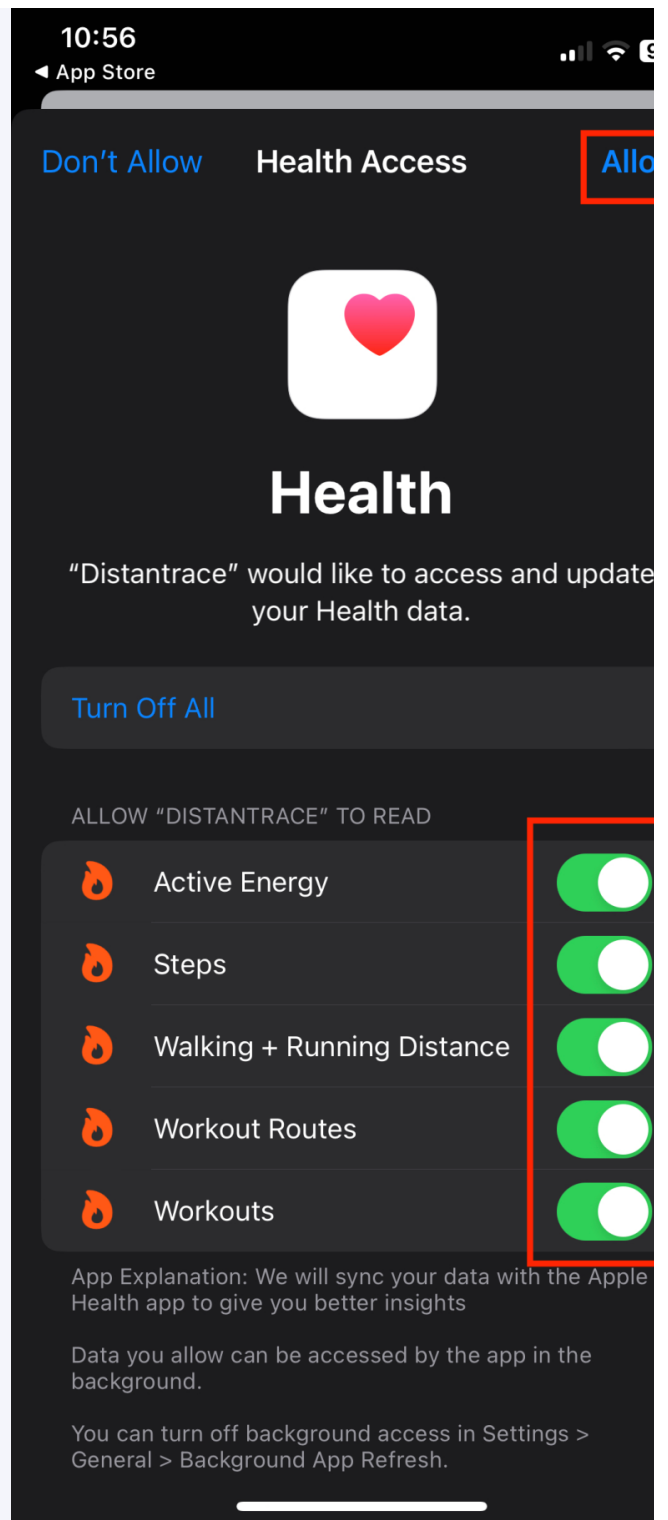 10:56
◀ App Store
Don’t Allow
Health Access
Health
“Distantrace” would like to access and update
your Health data.
Turn Off All
ALLOW “DISTANTRACE” TO READ
Active Energy
Steps
Walking + Running Distance
Workout Routes
Workouts
App Explanation: We will sync your data with the Apple
Health app to give you better insights
Data you allow can be accessed by the app in the
background.
You can turn off background access in Settings >
General > Background App Refresh.